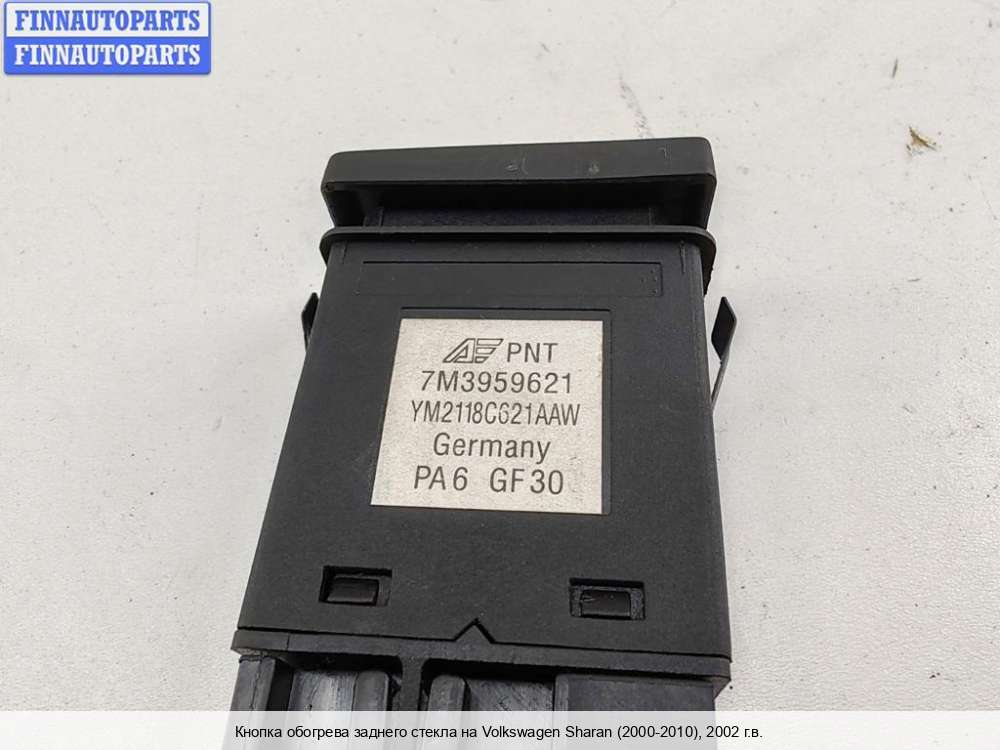 FINNAUTOPARTS
FINNAUTOPARTS
PNT
7M3959621
YM2118C621AAW
Germany
PA6 GF30
Кнопка обогрева заднего стекла на Volkswagen Sharan (2000-2010), 2002 г.в.